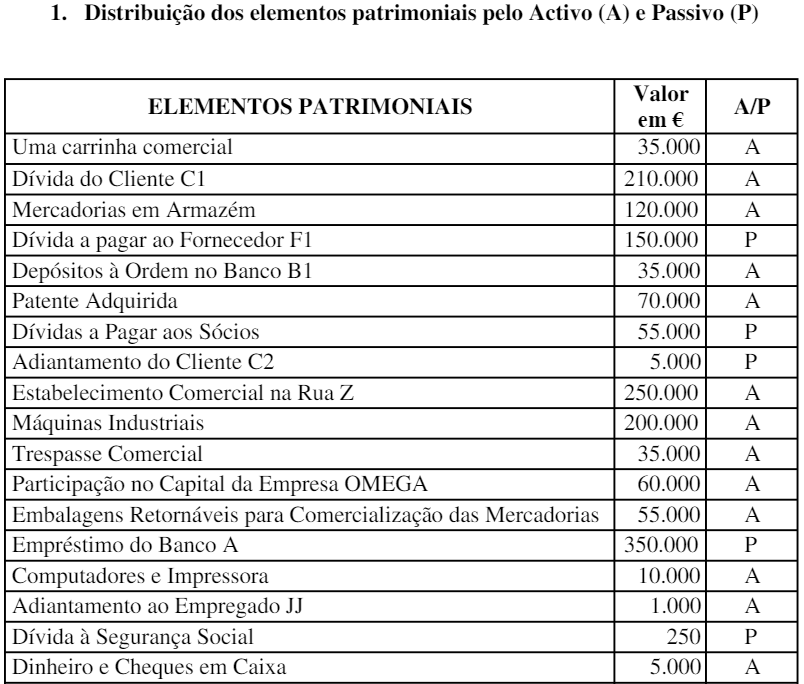 1. Distribuição dos elementos patrimoniais pelo Activo (A) e Passivo (P)
ELEMENTOS PATRIMONIAIS Valor em € A/P
Uma carrinha comercial 35.000 A
Dívida do Cliente C1 210.000 A
Mercadorias em Armazém 120.000 A
Dívida a pagar ao Fornecedor F1 150.000 P
Depósitos à Ordem no Banco B1 35.000 A
Patente Adquirida 70.000 A
Dívidas a Pagar aos Sócios 55.000 P
Adiantamento do Cliente C2 5.000 P
Estabelecimento Comercial na Rua Z 250.000 A
Máquinas Industriais 200.000 A
Trespasse Comercial 35.000 A
Participação no Capital da Empresa OMEGA 60.000 A
Embalagens Retornáveis para Comercialização das Mercadorias 55.000 A
Empréstimo do Banco A 350.000 P
Computadores e Impressora 10.000 A
Adiantamento ao Empregado JJ 1.000 A
Dívida à Segurança Social 250 P
Dinheiro e Cheques em Caixa 5.000 A